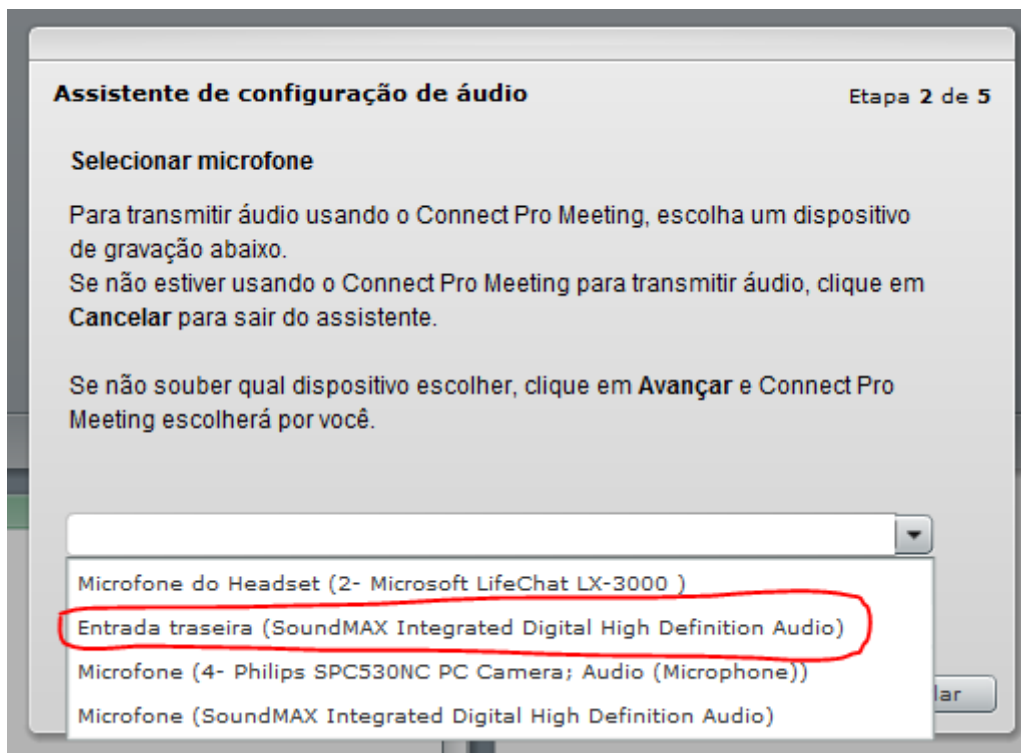 Assistente de configuração de áudio
Etapa 2 de 5
Selecionar microfone
Para transmitir áudio usando o Connect Pro Meeting, escolha um dispositivo
de gravação abaixo.
Se não estiver usando o Connect Pro Meeting para transmitir áudio, clique em
Cancelar para sair do assistente.
Se não souber qual dispositivo escolher, clique em Avançar e Connect Pro
Meeting escolherá por você.
Microfone do Headset (2- Microsoft LifeChat LX-3000 )
Entrada traseira (SoundMAX Integrated Digital High Definition Audio)
Microfone (4- Philips SPC530NC PC Camera; Audio (Microphone))
Microfone (SoundMAX Integrated Digital High Definition Audio)